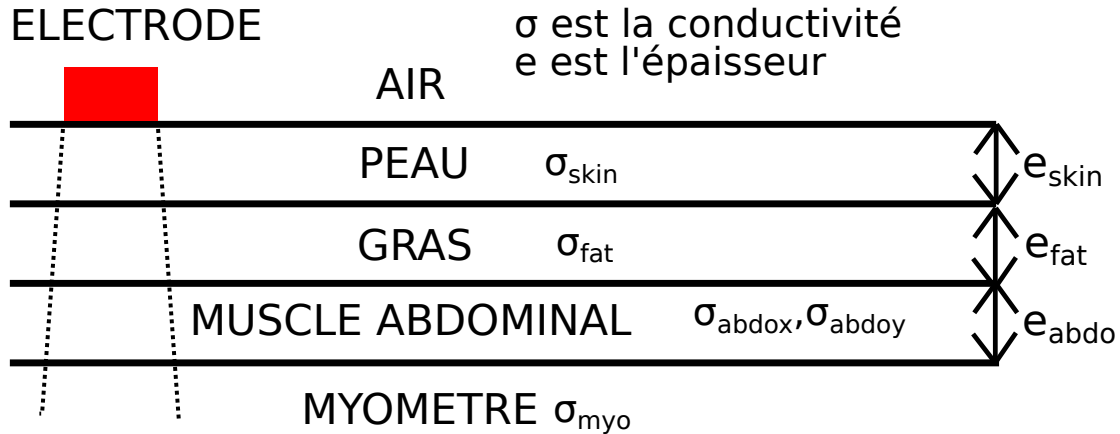 ELECTRODE
σ est la conductivité
e est l'épaisseur
AIR
PEAU σskin eskin
GRAS σfat efat
MUSCLE ABDOMINAL σabdox,σabdoy eabdo
MYOMETRE σmyo